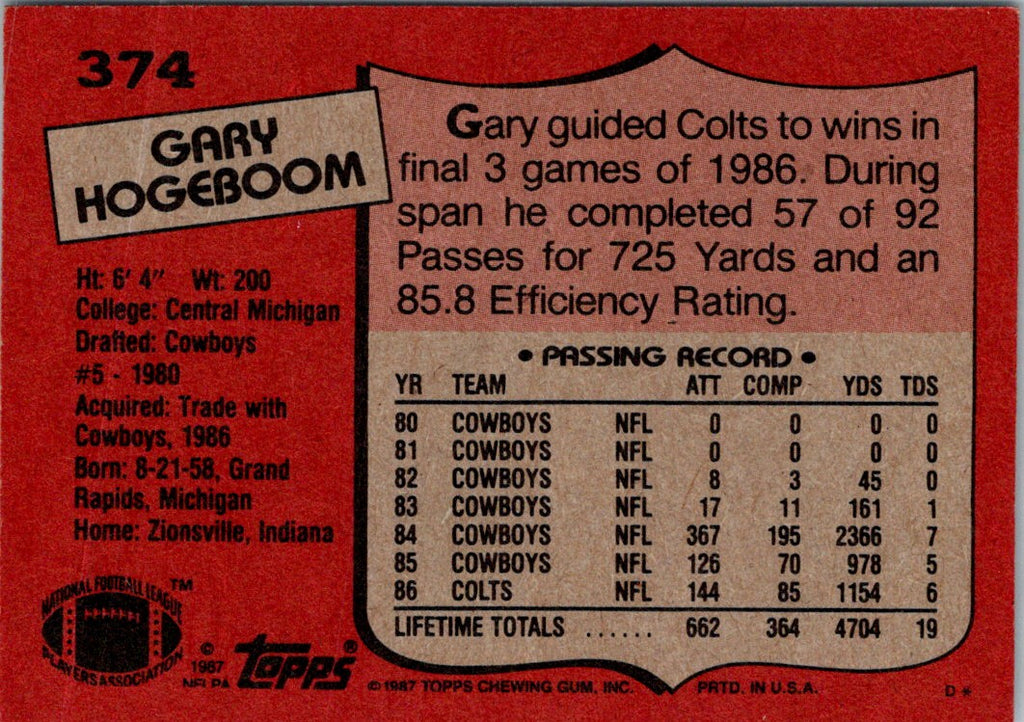 374
GARY
HOGEBOOM
Ht: 6' 4" Wt: 200
College: Central Michigan
Drafted: Cowboys
#5 - 1980
Acquired: Trade with
Cowboys, 1986
Born: 8-21-58, Grand
Rapids, Michigan
Home: Zionsville, Indiana
Gary guided Colts to wins in
final 3 games of 1986. During
span he completed 57 of 92
Passes for 725 Yards and an
85.8 Efficiency Rating.
• PASSING RECORD •
YR TEAM ATT COMP YDS TDS
80 COWBOYS NFL 0 0 0 0
81 COWBOYS NFL 0 0 0 0
82 COWBOYS NFL 8 3 45 0
83 COWBOYS NFL 17 11 161 1
84 COWBOYS NFL 367 195 2366 7
85 COWBOYS NFL 126 70 978 5
86 COLTS NFL 144 85 1154 6
LIFETIME TOTALS ...... 662 364 4704 19
NATIONAL FOOTBALL LEAGUE ™
PLAYERS ASSOCIATION
© 1987
NFLPA
topps®
© 1987 TOPPS CHEWING GUM, INC. PRTD. IN U.S.A.
D*